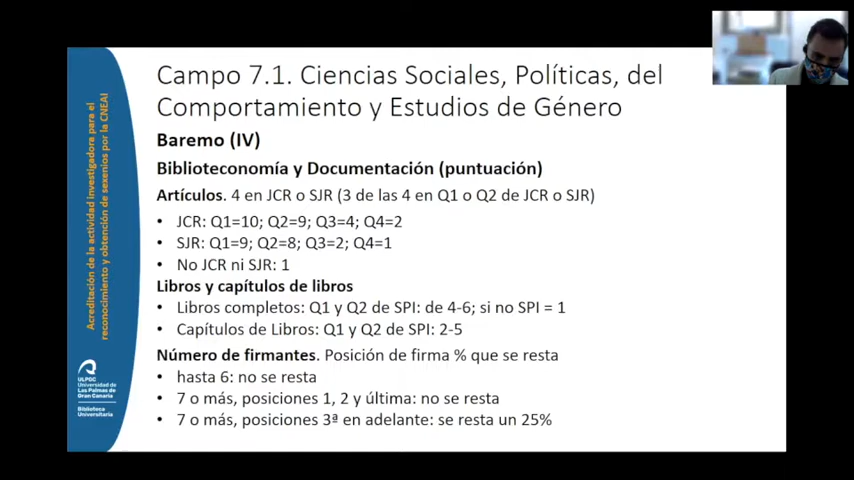 Campo 7.1. Ciencias Sociales, Políticas, del
Comportamiento y Estudios de Género
Baremo (IV)
Biblioteconomía y Documentación (puntuación)
Artículos. 4 en JCR o SJR (3 de las 4 en Q1 o Q2 de JCR o SJR)
• JCR: Q1=10; Q2=9; Q3=4; Q4=2
• SJR: Q1=9; Q2=8; Q3=2; Q4=1
• No JCR ni SJR: 1
Libros y capítulos de libros
• Libros completos: Q1 y Q2 de SPI: de 4-6; si no SPI = 1
• Capítulos de Libros: Q1 y Q2 de SPI: 2-5
Número de firmantes. Posición de firma % que se resta
• hasta 6: no se resta
• 7 o más, posiciones 1, 2 y última: no se resta
• 7 o más, posiciones 3ª en adelante: se resta un 25%
Acreditación de la actividad investigadora para el
reconocimiento y obtención de sexenios por la CNEAI
ULPGC
Universidad de
Las Palmas de
Gran Canaria
Biblioteca
Universitaria